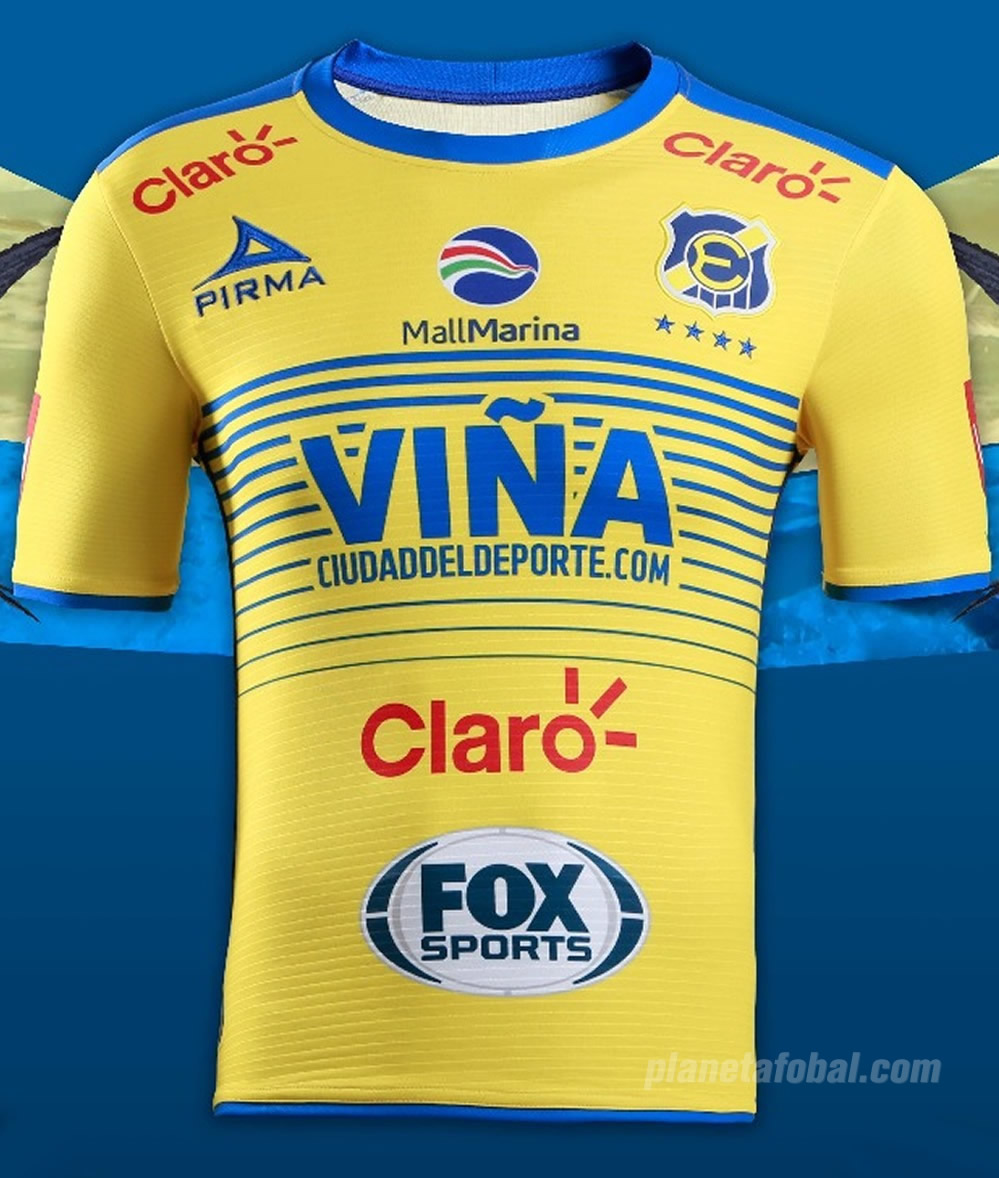 Claro
Claro
PIRMA
MallMarina
VIÑA
CIUDADDELDEPORTE.COM
Claro
FOX
SPORTS
planetafobal.com